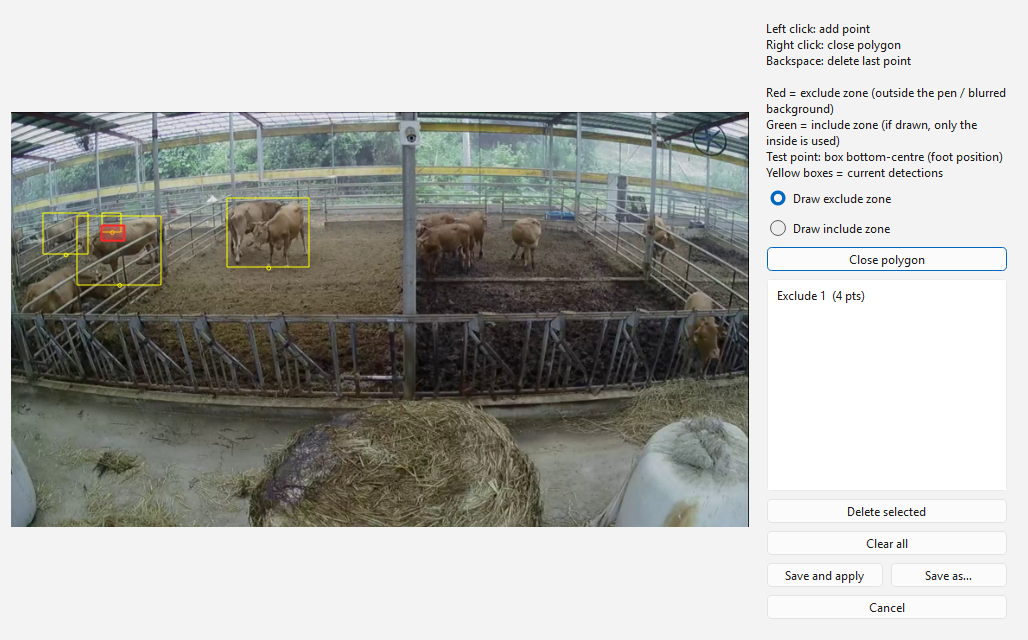 Left click: add point
Right click: close polygon
Backspace: delete last point
Red = exclude zone (outside the pen / blurred
background)
Green = include zone (if drawn, only the
inside is used)
Test point: box bottom-centre (foot position)
Yellow boxes = current detections
Draw exclude zone
Draw include zone
Close polygon
Exclude 1  (4 pts)
Delete selected
Clear all
Save and apply
Save as...
Cancel